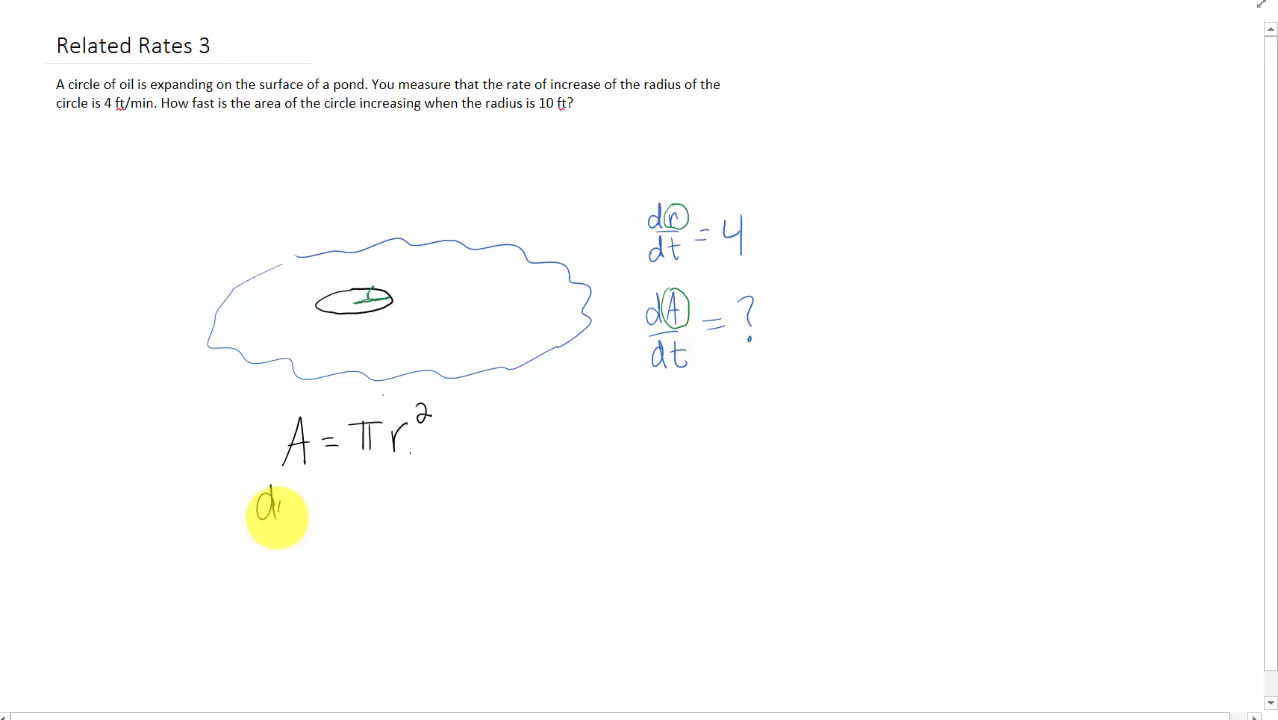 Related Rates 3
A circle of oil is expanding on the surface of a pond. You measure that the rate of increase of the radius of the
circle is 4 ft/min. How fast is the area of the circle increasing when the radius is 10 ft?
dr/dt = 4
r
dA/dt = ?
A = πr²
d